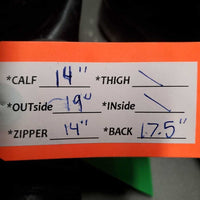 *CALF 14" *THIGH \
*OUTside 19" *INside \
*ZIPPER 14" *BACK 17.5"